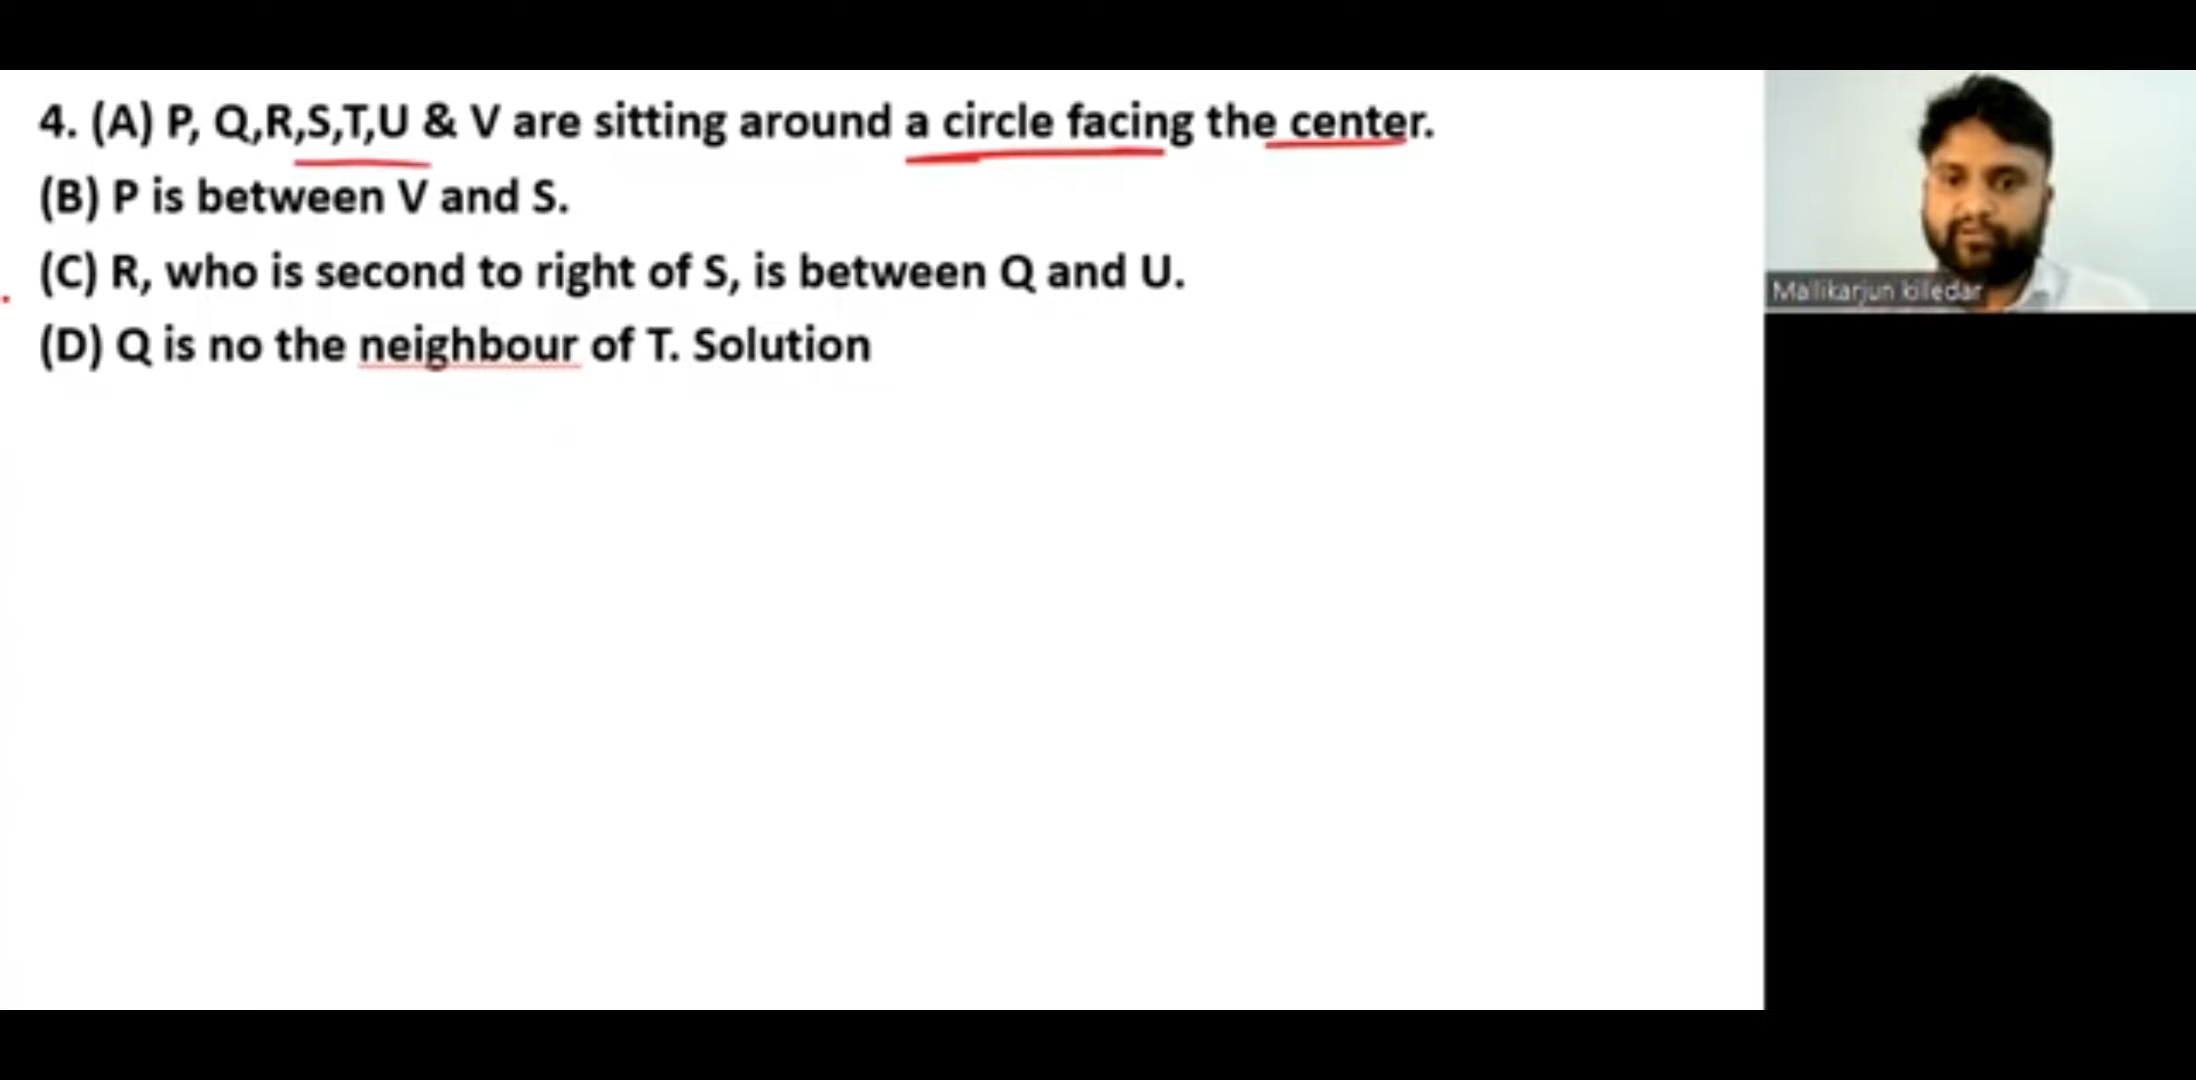 4. (A) P, Q,R,S,T,U & V are sitting around a circle facing the center.
(B) P is between V and S.
(C) R, who is second to right of S, is between Q and U.
(D) Q is no the neighbour of T. Solution
Mallikarjun killedar